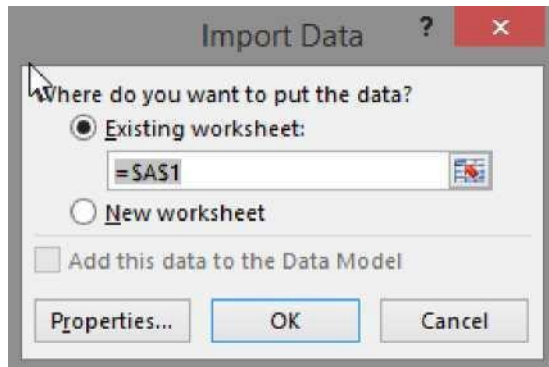 Import Data ? ×
Where do you want to put the data?
Existing worksheet:
=$A$1
New worksheet
Add this data to the Data Model
Properties... OK Cancel